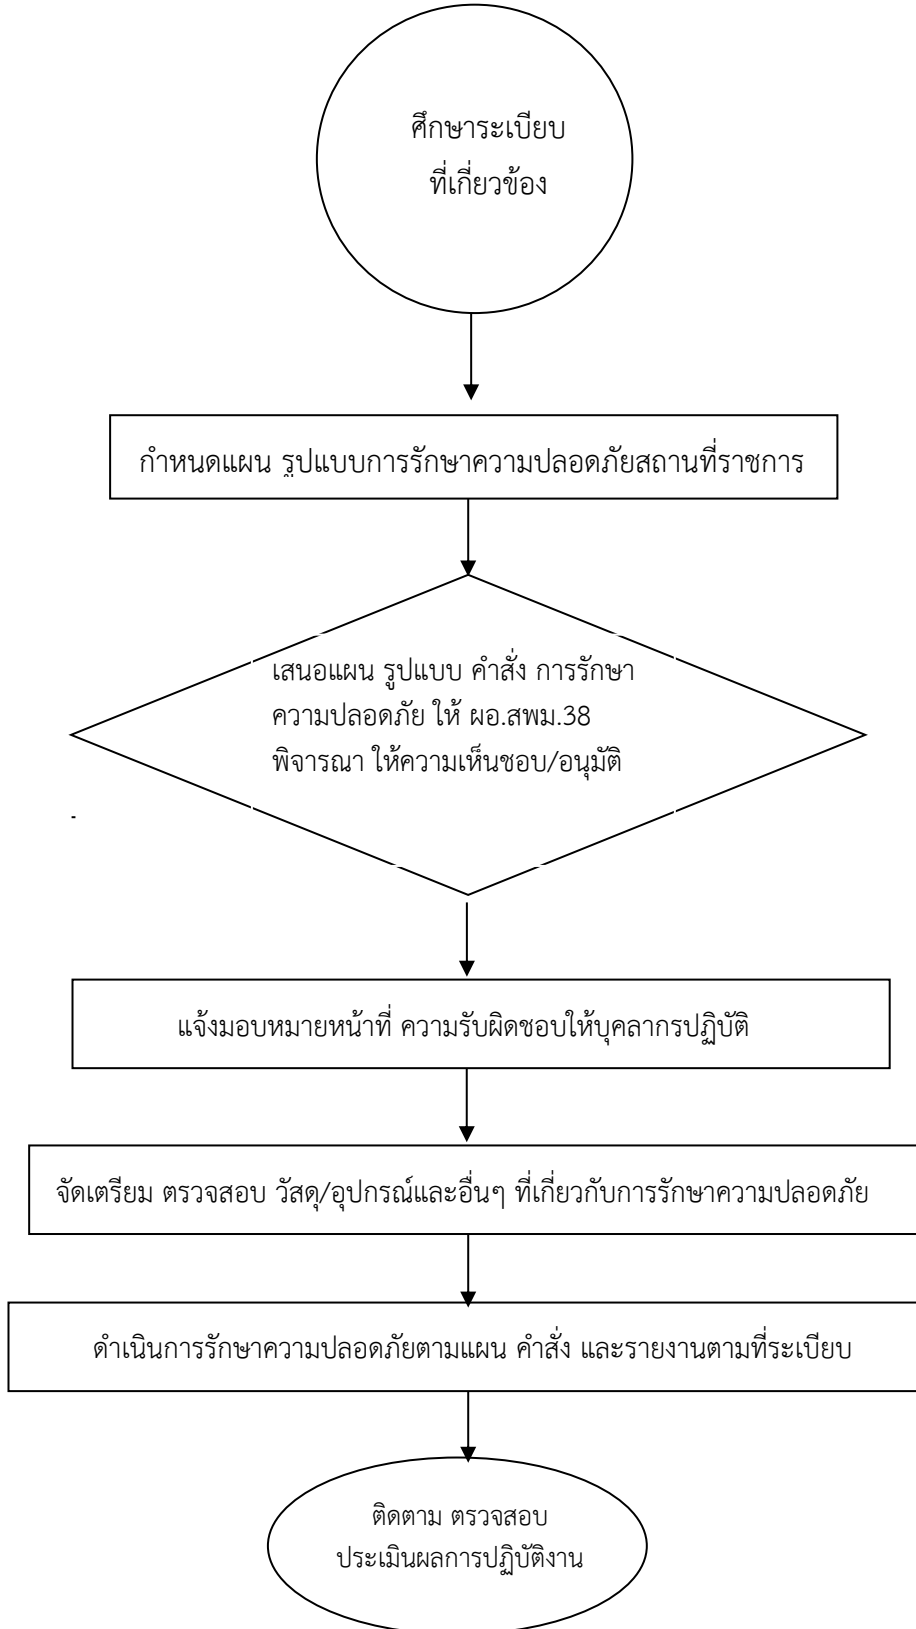 ศึกษาระเบียบ
ที่เกี่ยวข้อง
กำหนดแผน รูปแบบการรักษาความปลอดภัยสถานที่ราชการ
เสนอแผน รูปแบบ คำสั่ง การรักษา
ความปลอดภัย ให้ ผอ.สพม.38
พิจารณา ให้ความเห็นชอบ/อนุมัติ
-
แจ้งมอบหมายหน้าที่ ความรับผิดชอบให้บุคลากรปฏิบัติ
จัดเตรียม ตรวจสอบ วัสดุ/อุปกรณ์และอื่นๆ ที่เกี่ยวกับการรักษาความปลอดภัย
ดำเนินการรักษาความปลอดภัยตามแผน คำสั่ง และรายงานตามที่ระเบียบ
ติดตาม ตรวจสอบ
ประเมินผลการปฏิบัติงาน